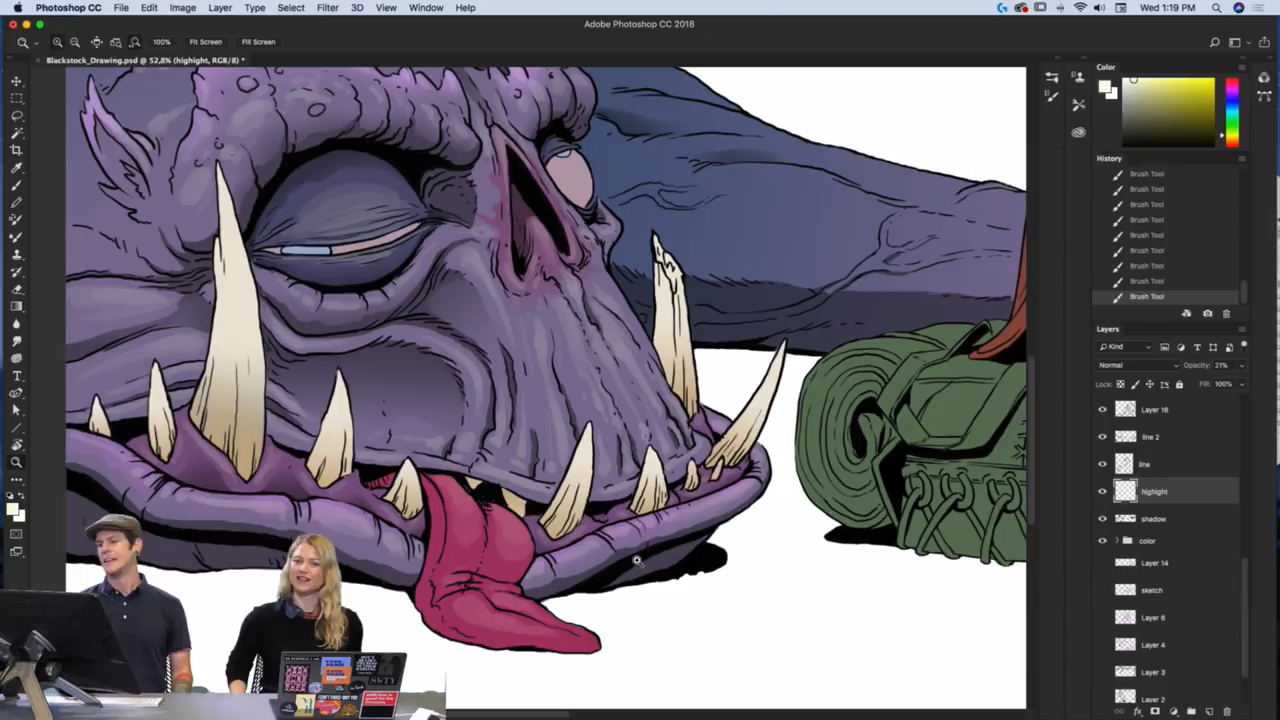 Photoshop CC File Edit Image Layer Type Select Filter 3D View Window Help Wed 1:19 PM
Adobe Photoshop CC 2018
100% Fit Screen Fill Screen
Blackstock_Drawing.psd @ 52,8% (highight, RGB/8) *
Color
History
Brush Tool
Brush Tool
Brush Tool
Brush Tool
Brush Tool
Brush Tool
Brush Tool
Brush Tool
Brush Tool
Layers
Kind
Normal Opacity: 21%
Lock: Fill: 100%
Layer 16
line 2
line
highight
shadow
color
Layer 14
sketch
Layer 6
Layer 4
Layer 3
Layer 2